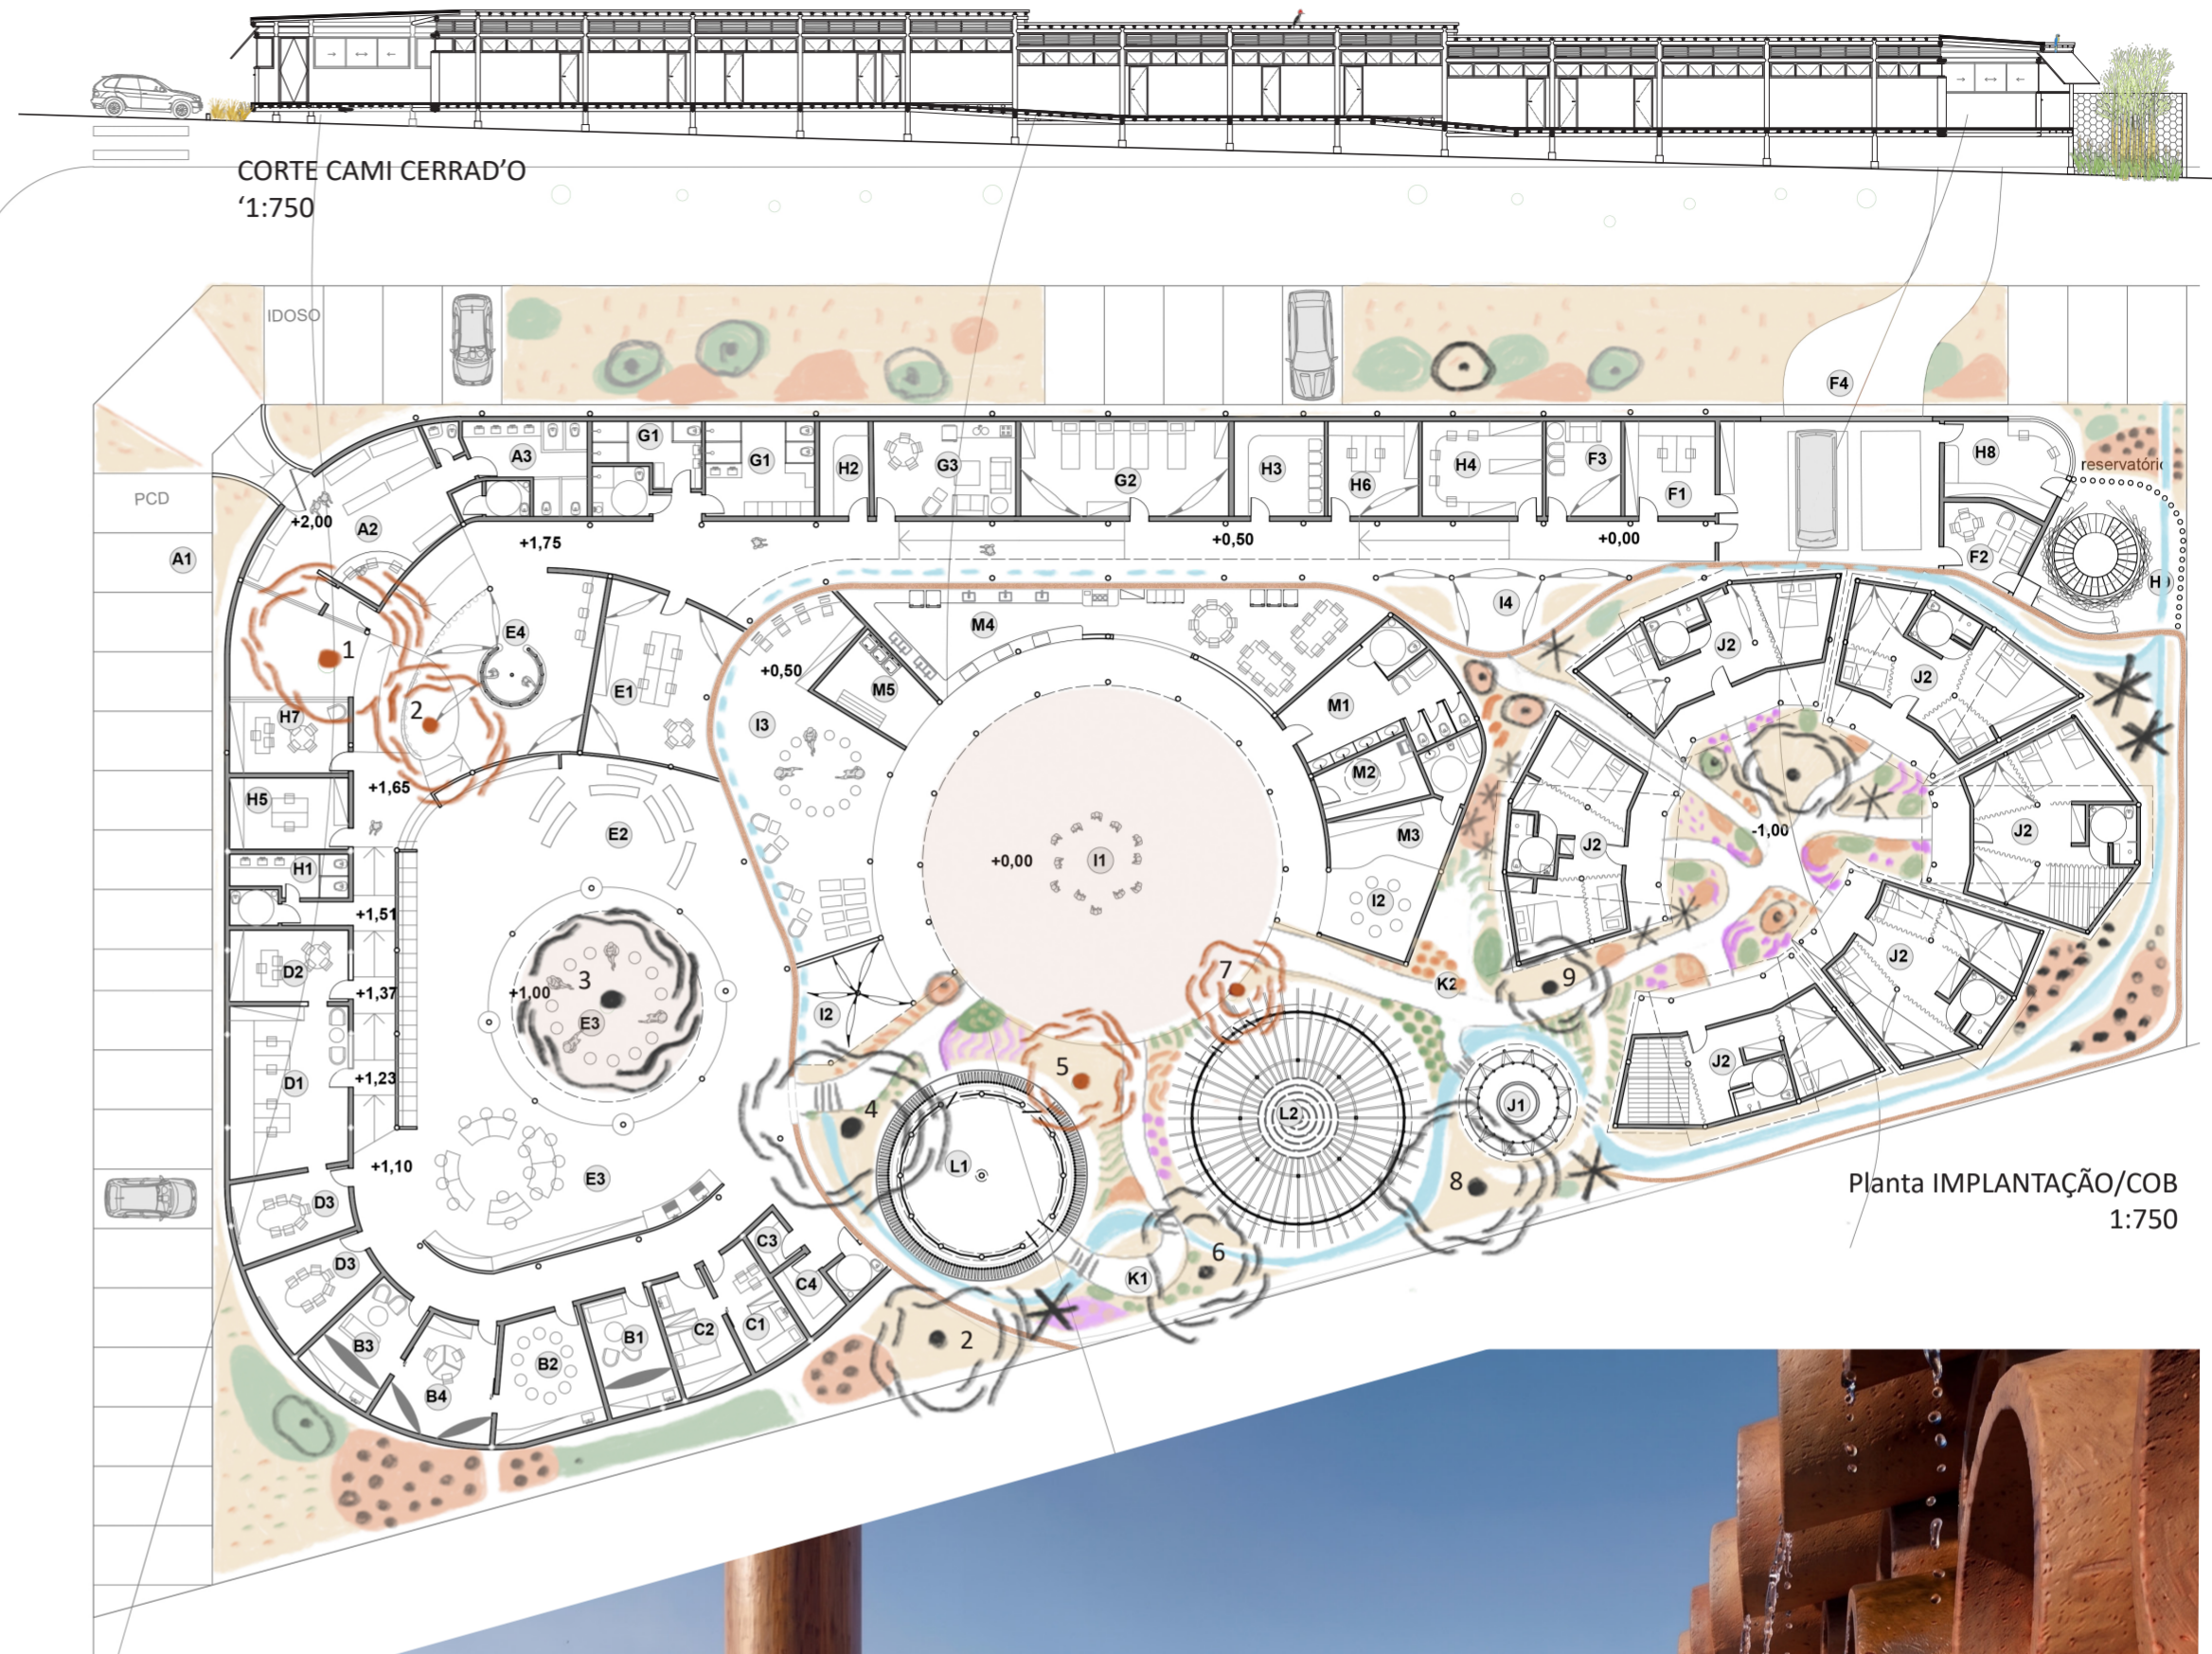 CORTE CAMI CERRAD’O
‘1:750
IDOSO
F4
PCD
A1
+2,00
A2
A3
G1
G1
H2
G3
G2
H3
H6
H4
F3
F1
H8
reservatório
F2
H9
+1,75
+0,50
+0,00
E4
E1
M4
I4
J2
J2
1
2
H7
+0,50
M5
I3
M1
M2
M3
H5
+1,65
E2
+0,00
I1
J2
-1,00
J2
H1
+1,51
I2
D2
+1,37
3
+1,00
E3
I2
7
K2
9
J2
D1
+1,23
5
4
L2
J1
J2
+1,10
E3
L1
8
Planta IMPLANTAÇÃO/COB
1:750
D3
D3
C3
C4
K1
6
B3
B4
B2
B1
C2
C1
2